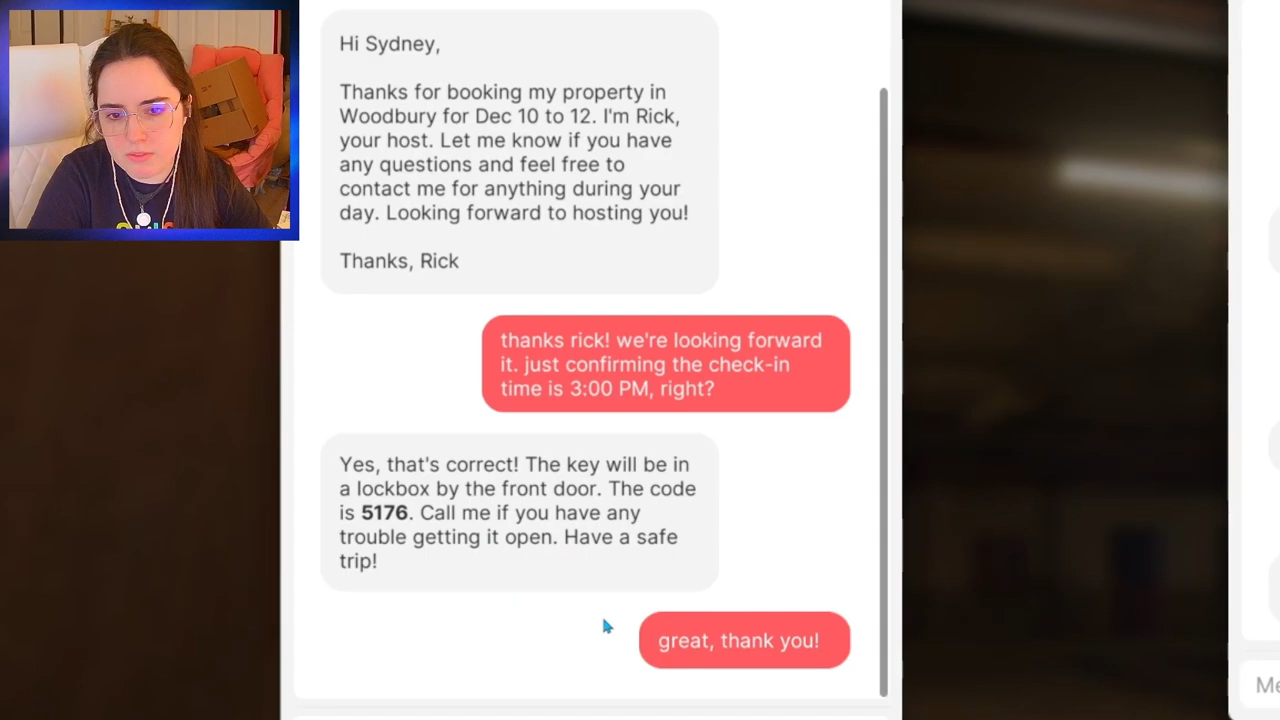 Hi Sydney,
Thanks for booking my property in
Woodbury for Dec 10 to 12. I'm Rick,
your host. Let me know if you have
any questions and feel free to
contact me for anything during your
day. Looking forward to hosting you!
Thanks, Rick
thanks rick! we're looking forward
it. just confirming the check-in
time is 3:00 PM, right?
Yes, that's correct! The key will be in
a lockbox by the front door. The code
is 5176. Call me if you have any
trouble getting it open. Have a safe
trip!
great, thank you!